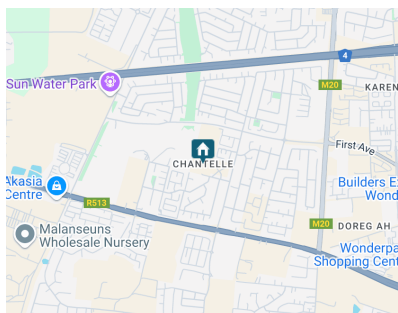 4
Sun Water Park
M20
KAREN
First Ave
CHANTELLE
Akasia
Centre
Builders E
Wond
R513
M20
DOREG AH
Malanseuns
Wholesale Nursery
Wonderpa
Shopping Cent